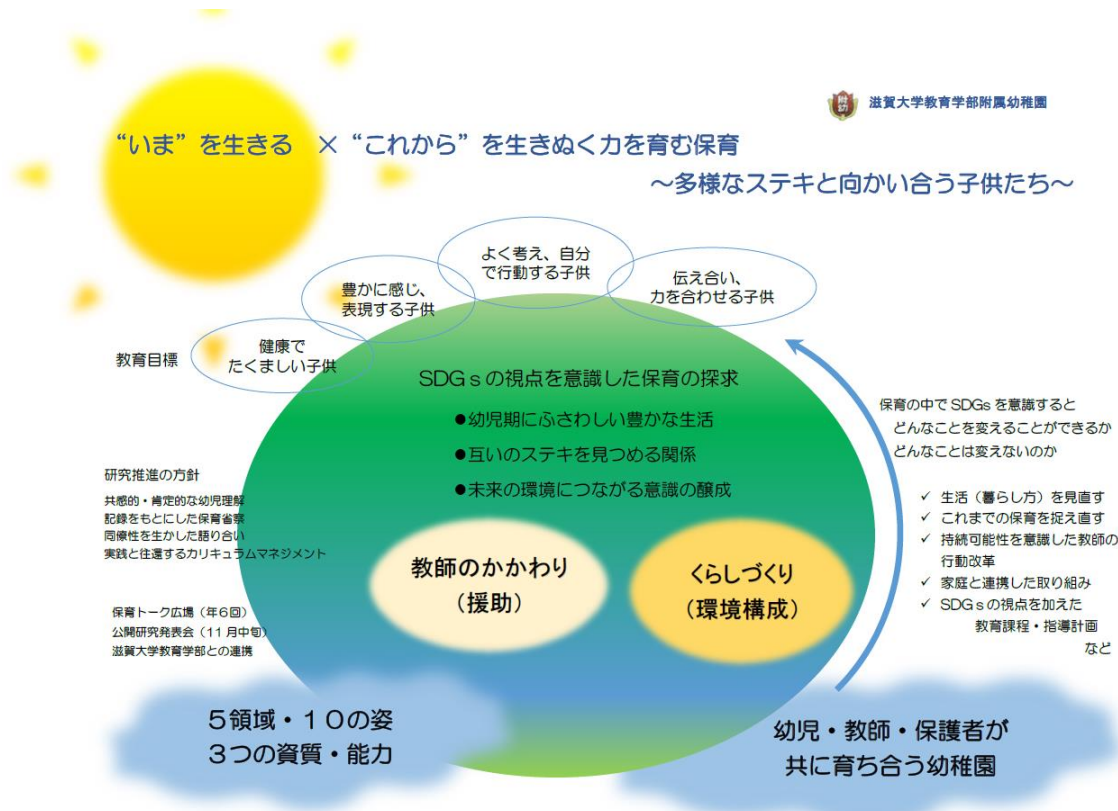 滋賀大学教育学部附属幼稚園
“いま”を生きる　×“これから”を生きぬく力を育む保育
～多様なステキと向かい合う子供たち～
よく考え、自分
で行動する子供
伝え合い、
力を合わせる子供
豊かに感じ、
表現する子供
健康で
たくましい子供
教育目標
SDGｓの視点を意識した保育の探求
●幼児期にふさわしい豊かな生活
●互いのステキを見つめる関係
●未来の環境につながる意識の醸成
保育の中でSDGsを意識すると
どんなことを変えることができるか
どんなことは変えないのか
✓ 生活（暮らし方）を見直す
✓ これまでの保育を捉え直す
✓ 持続可能性を意識した教師の
行動改革
✓ 家庭と連携した取り組み
✓ SDGｓの視点を加えた
教育課程・指導計画
など
研究推進の方針
共感的・肯定的な幼児理解
記録をもとにした保育省察
同僚性を生かした語り合い
実践と往還するカリキュラムマネジメント
教師のかかわり
（援助）
くらしづくり
（環境構成）
保育トーク広場（年６回）
公開研究発表会（11月中旬）
滋賀大学教育学部との連携
５領域・１０の姿
３つの資質・能力
幼児・教師・保護者が
共に育ち合う幼稚園